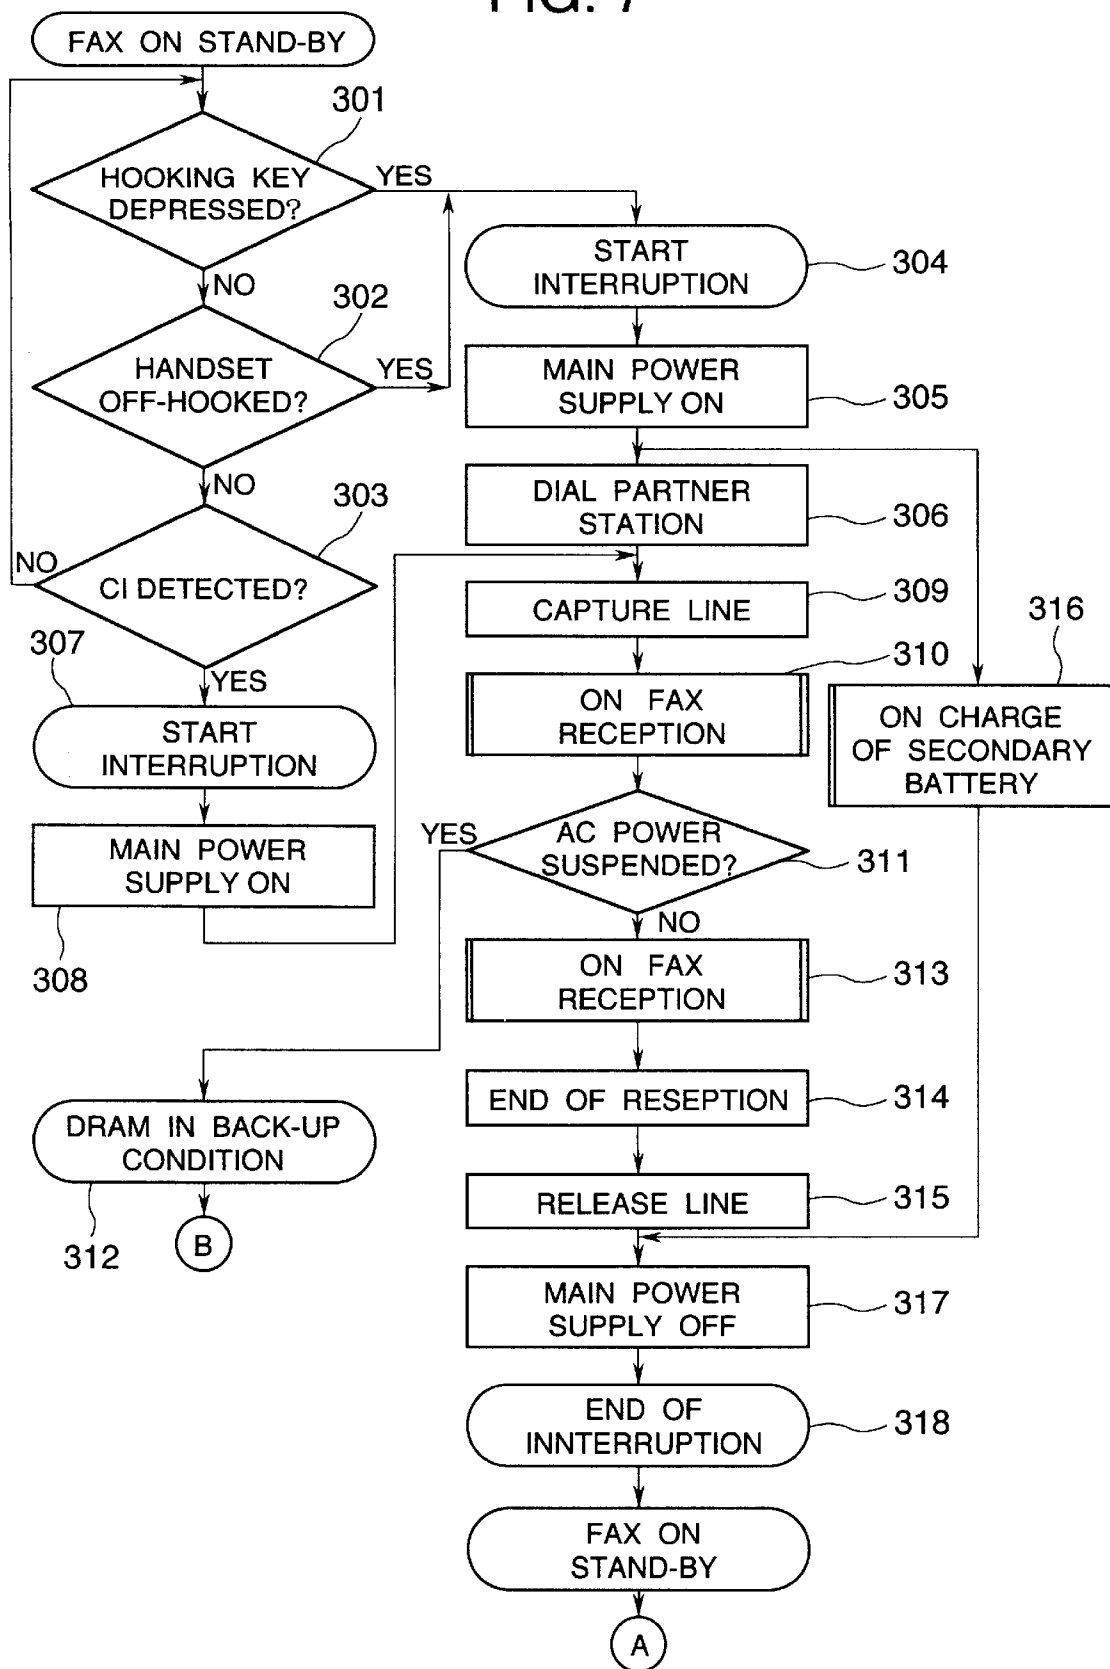 FIG. 7
FAX ON STAND-BY
301
HOOKING KEY
DEPRESSED?
YES
NO
302
HANDSET
OFF-HOOKED?
YES
NO
303
CI DETECTED?
NO
YES
307
START
INTERRUPTION
MAIN POWER
SUPPLY ON
308
START
INTERRUPTION
304
MAIN POWER
SUPPLY ON
305
DIAL PARTNER
STATION
306
CAPTURE LINE
309
310
ON FAX
RECEPTION
316
ON CHARGE
OF SECONDARY
BATTERY
YES
AC POWER
SUSPENDED?
311
NO
ON FAX
RECEPTION
313
END OF RESEPTION
314
DRAM IN BACK-UP
CONDITION
312
B
RELEASE LINE
315
MAIN POWER
SUPPLY OFF
317
END OF
INNTERRUPTION
318
FAX ON
STAND-BY
A